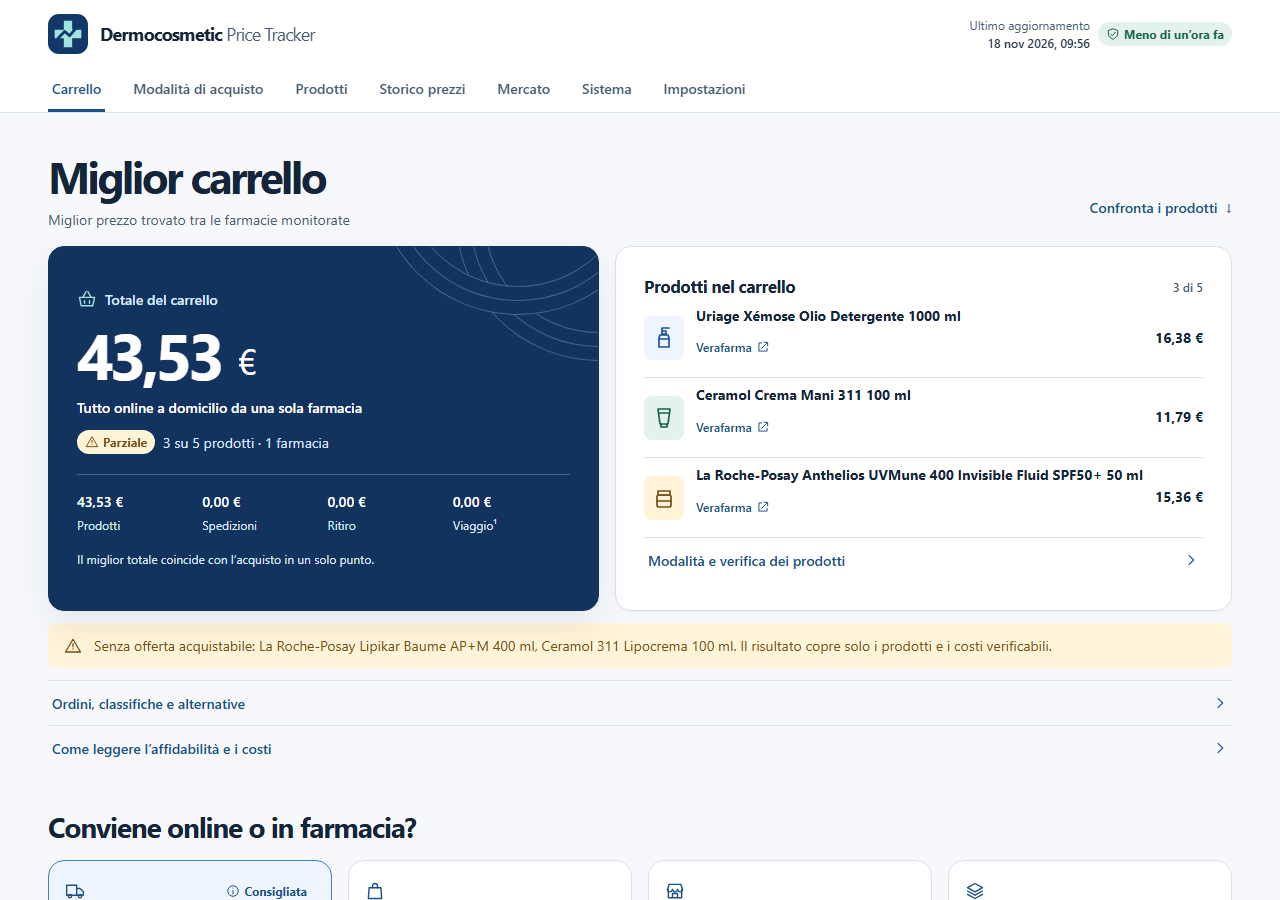 Dermocosmetic Price Tracker
Ultimo aggiornamento
18 nov 2026, 09:56
Meno di un'ora fa
Carrello
Modalità di acquisto
Prodotti
Storico prezzi
Mercato
Sistema
Impostazioni
Miglior carrello
Miglior prezzo trovato tra le farmacie monitorate
Confronta i prodotti ↓
Totale del carrello
43,53 €
Tutto online a domicilio da una sola farmacia
Parziale
3 su 5 prodotti · 1 farmacia
43,53 €
Prodotti
0,00 €
Spedizioni
0,00 €
Ritiro
0,00 €
Viaggio¹
Il miglior totale coincide con l’acquisto in un solo punto.
Prodotti nel carrello
3 di 5
Uriage Xémose Olio Detergente 1000 ml
Verafarma
16,38 €
Ceramol Crema Mani 311 100 ml
Verafarma
11,79 €
La Roche-Posay Anthelios UVMune 400 Invisible Fluid SPF50+ 50 ml
Verafarma
15,36 €
Modalità e verifica dei prodotti
Senza offerta acquistabile: La Roche-Posay Lipikar Baume AP+M 400 ml, Ceramol 311 Lipocrema 100 ml. Il risultato copre solo i prodotti e i costi verificabili.
Ordini, classifiche e alternative
Come leggere l’affidabilità e i costi
Conviene online o in farmacia?
Consigliata